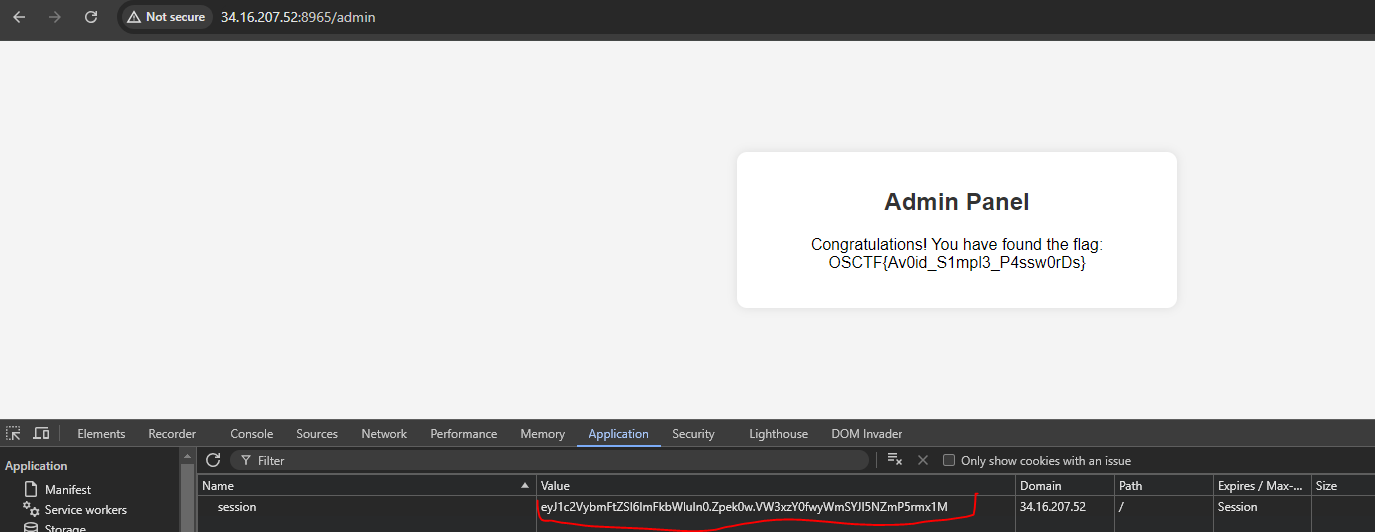 Not secure 34.16.207.52:8965/admin
Admin Panel
Congratulations! You have found the flag:
OSCTF{Av0id_S1mpl3_P4ssw0rDs}
Elements Recorder Console Sources Network Performance Memory Application Security Lighthouse DOM Invader
Application
Filter
Only show cookies with an issue
Manifest
Service workers
Storage
Name Value Domain Path Expires / Max-... Size
session eyJ1c2VybmFtZSI6ImFkbWluIn0.Zpek0w.VW3xzY0fwyWmSYJI5NZmP5rmx1M 34.16.207.52 / Session